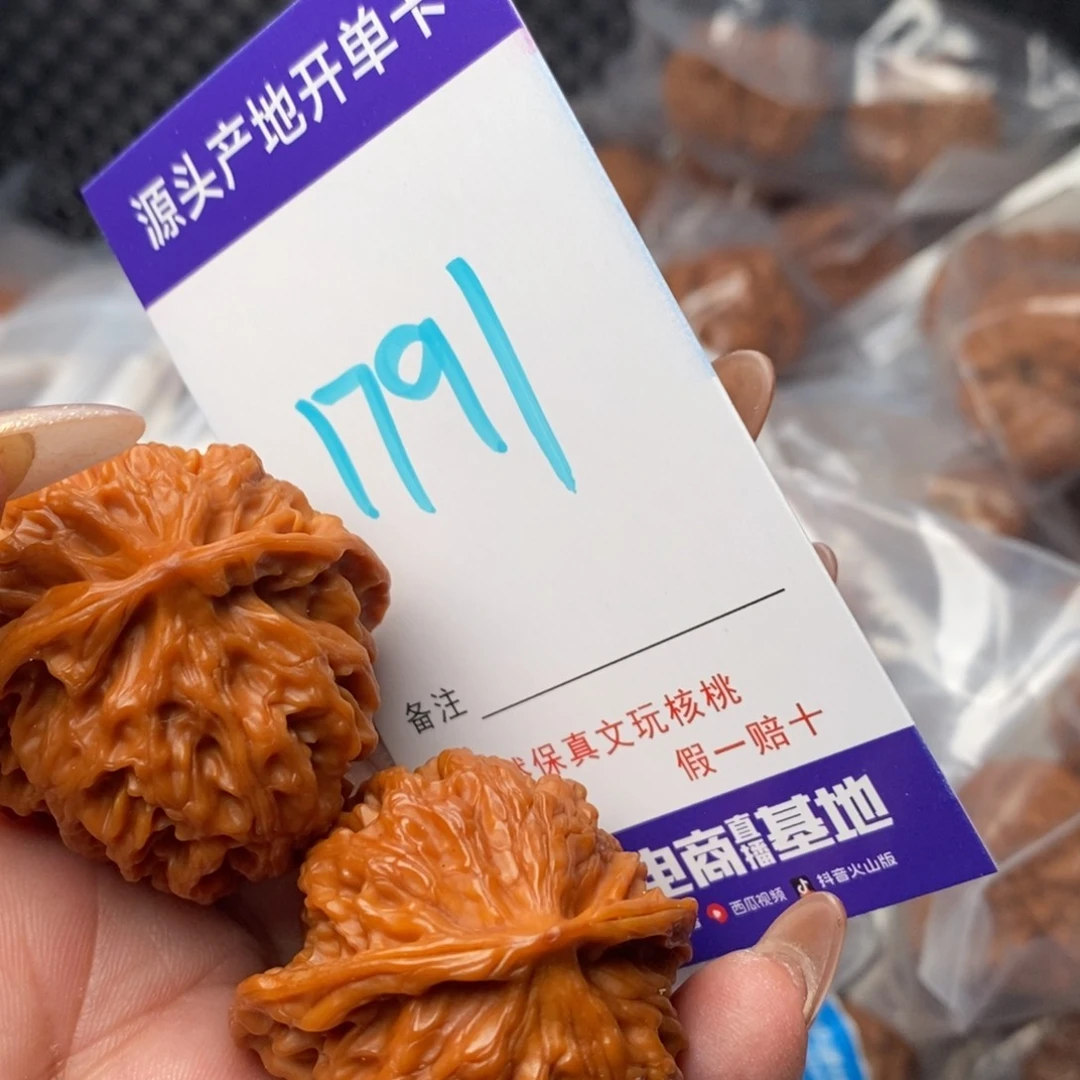 源头产地开单卡
1791
备注
保真文玩核桃
假一赔十
电商直播基地
西瓜视频 抖音火山版